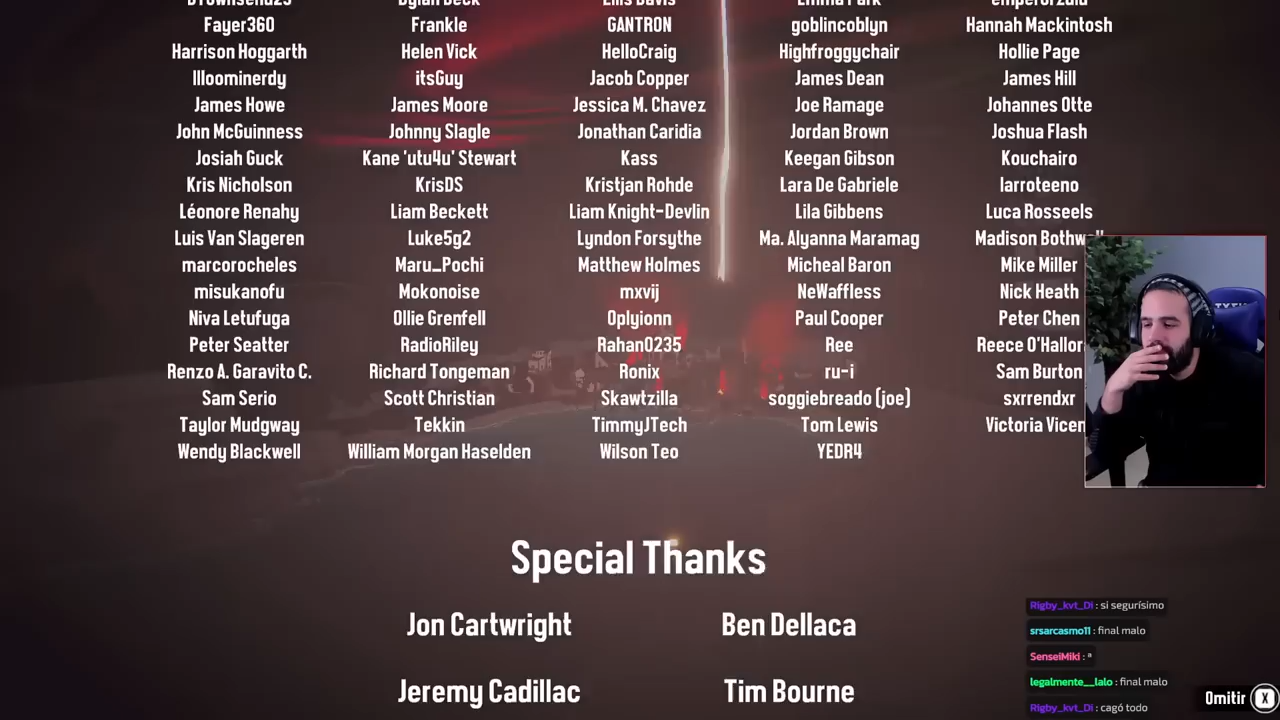 Fayer360 Frankle GANTRON goblincoblyn Hannah Mackintosh
Harrison Hoggarth Helen Vick HelloCraig Highfroggychair Hollie Page
Illoominerdy itsGuy Jacob Copper James Dean James Hill
James Howe James Moore Jessica M. Chavez Joe Ramage Johannes Otte
John McGuinness Johnny Slagle Jonathan Caridia Jordan Brown Joshua Flash
Josiah Guck Kane 'utu4u' Stewart Kass Keegan Gibson Kouchairo
Kris Nicholson KrisDS Kristjan Rohde Lara De Gabriele larroteeno
Léonore Renahy Liam Beckett Liam Knight-Devlin Lila Gibbens Luca Rosseels
Luis Van Slageren Luke5g2 Lyndon Forsythe Ma. Alyanna Maramag Madison
marcorocheles Maru_Pochi Matthew Holmes Micheal Baron Mike Miller
misukanofu Mokonoise mxvij NeWaffless Nick Heath
Niva Letufuga Ollie Grenfell Oplyionn Paul Cooper Peter Chen
Peter Seatter RadioRiley Rahan0235 Ree Reece
Renzo A. Garavito C. Richard Tongeman Ronix ru-i Sam Burton
Sam Serio Scott Christian Skawtzilla soggiebreado (joe) sxrrendxr
Taylor Mudgway Tekkin TimmyJTech Tom Lewis Victoria
Wendy Blackwell William Morgan Haselden Wilson Teo YEDR4
Special Thanks
Jon Cartwright Ben Dellaca
Jeremy Cadillac Tim Bourne
Rigby_kvt_Di : si segurísimo
srsarcasmo11 : final malo
SenseiMiki : ª
legalmente__lalo : final malo
Rigby_kvt_Di : cagó todo
Omitir X